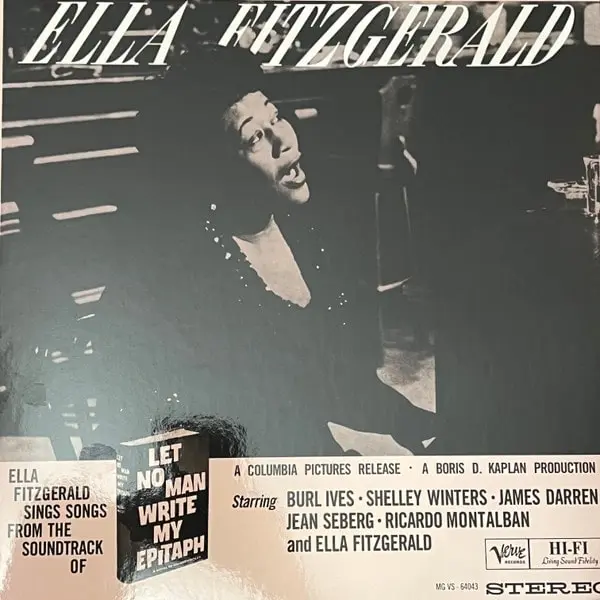 ELLA FITZGERALD
ELLA
FITZGERALD
SINGS SONGS
FROM THE
SOUNDTRACK
OF
LET
NO MAN
WRITE
MY
EPiTAPH
A COLUMBIA PICTURES RELEASE · A BORIS D. KAPLAN PRODUCTION
Starring BURL IVES · SHELLEY WINTERS · JAMES DARREN
JEAN SEBERG · RICARDO MONTALBAN
and ELLA FITZGERALD
Verve
RECORDS
HI-FI
Living Sound Fidelity
MG VS - 64043
STEREO